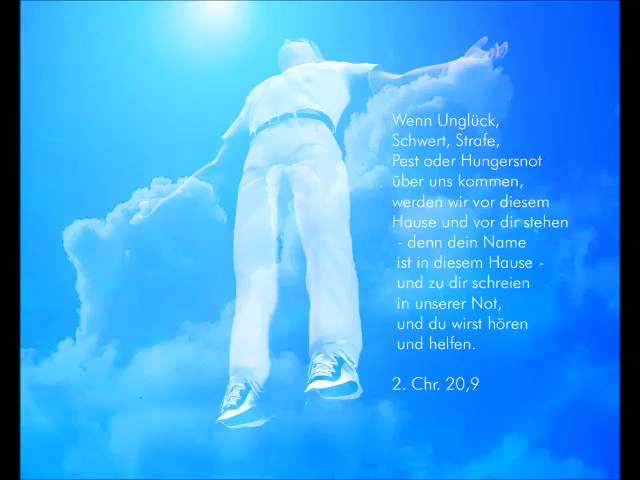 Wenn Unglück,
Schwert, Strafe,
Pest oder Hungersnot
über uns kommen,
werden wir vor diesem
Hause und vor dir stehen
- denn dein Name
ist in diesem Hause -
und zu dir schreien
in unserer Not,
und du wirst hören
und helfen.
2. Chr. 20,9